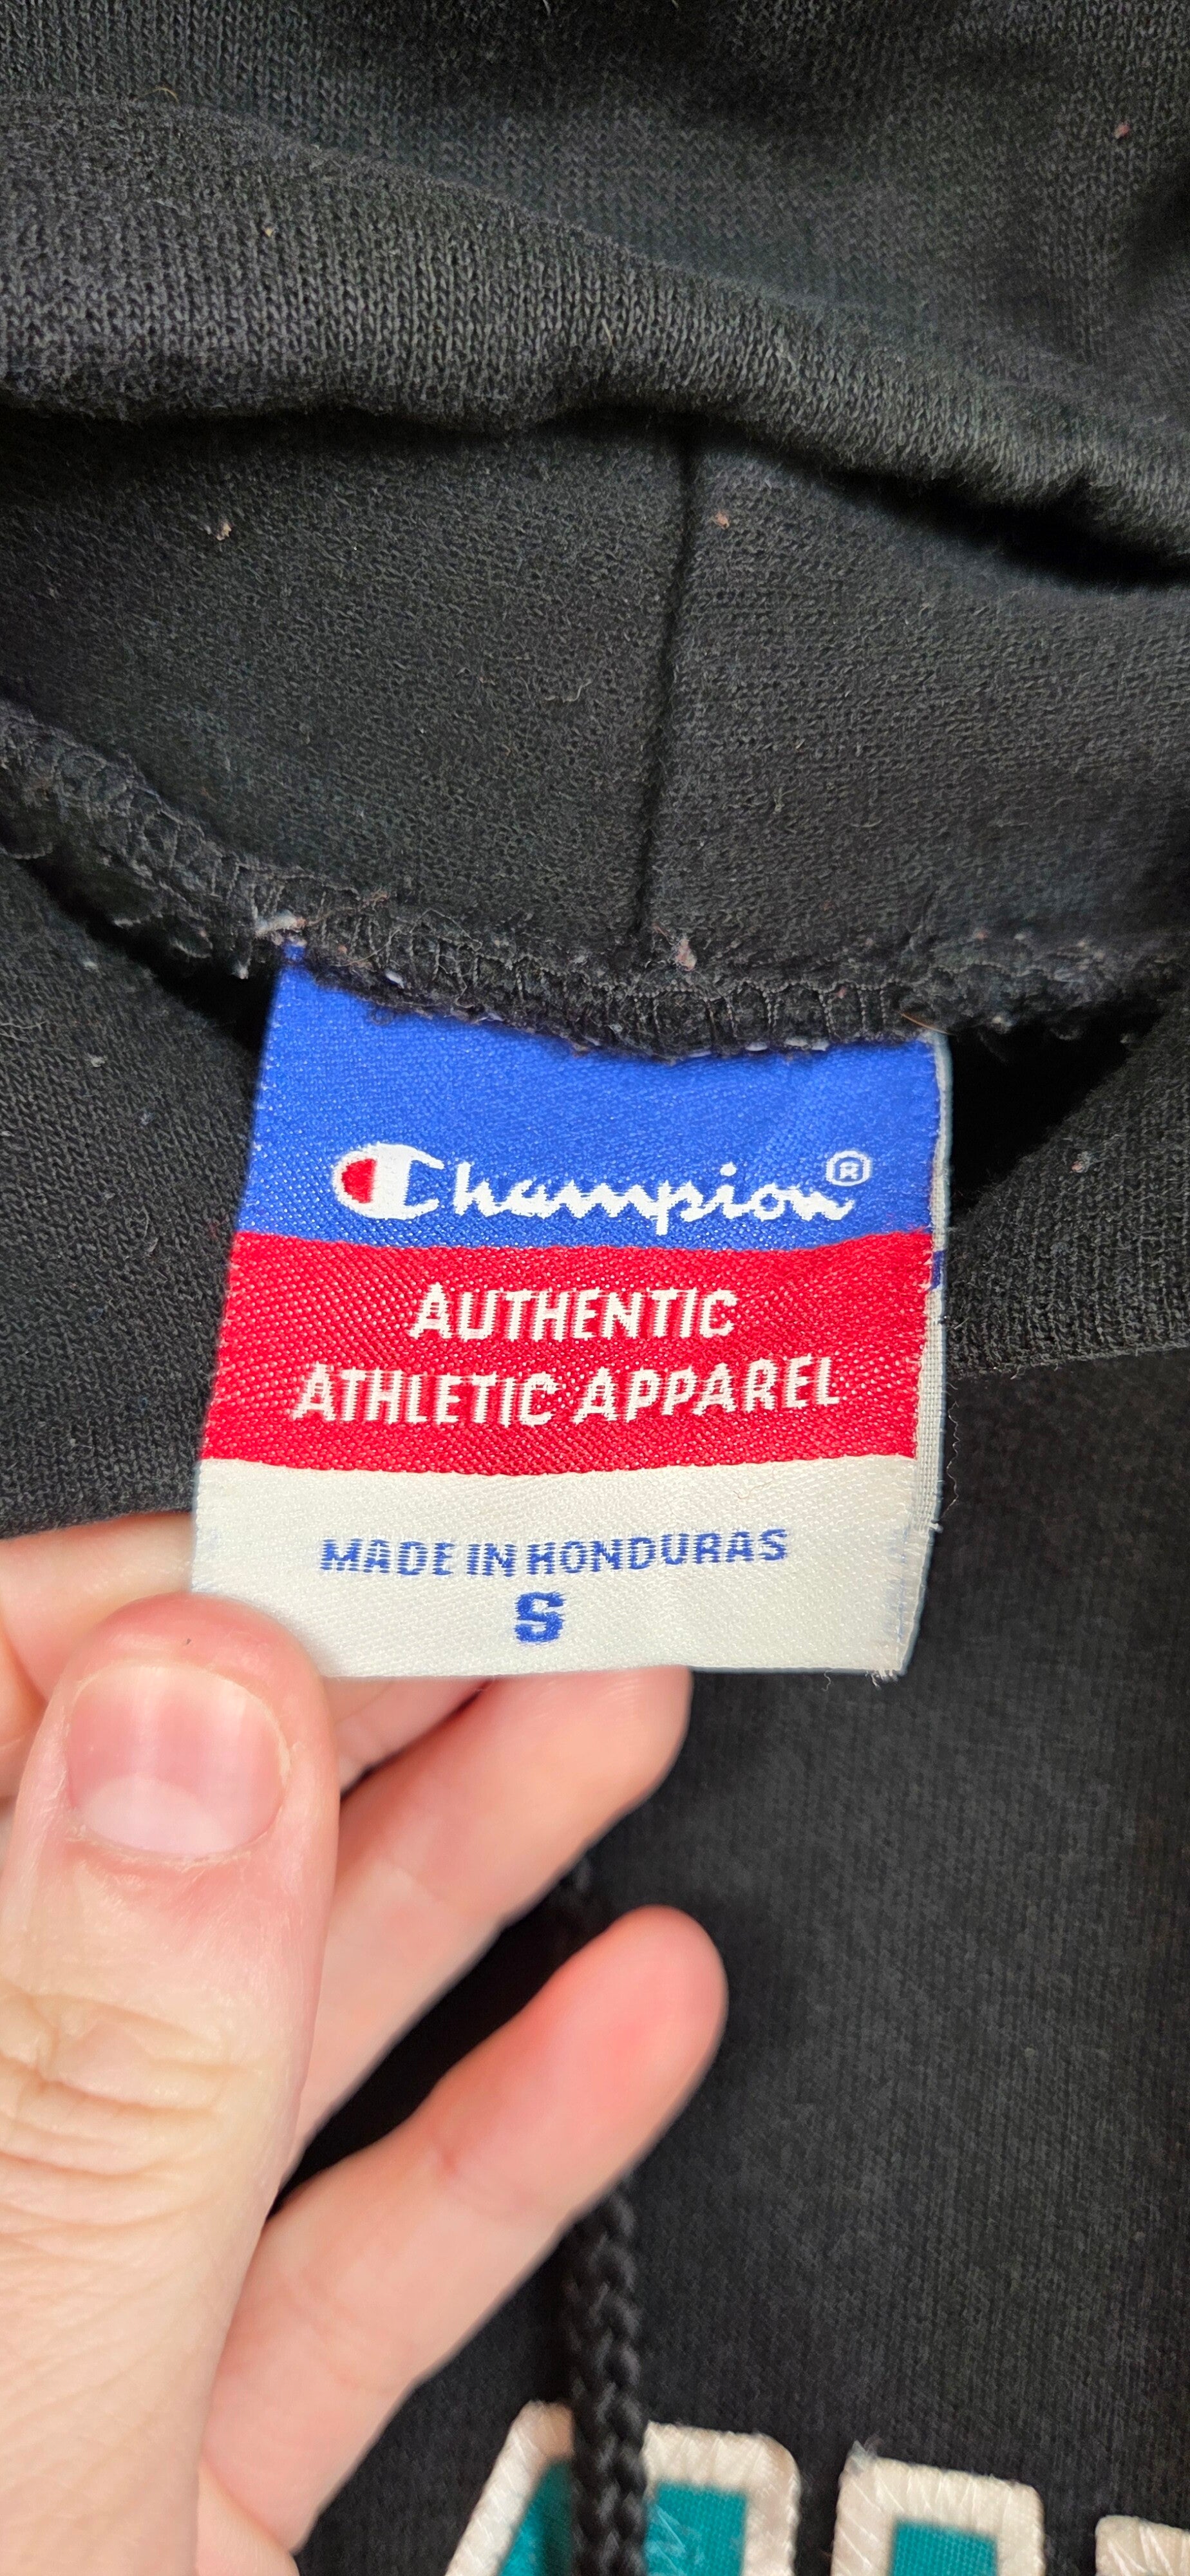 Champion®
AUTHENTIC
ATHLETIC APPAREL
MADE IN HONDURAS
S